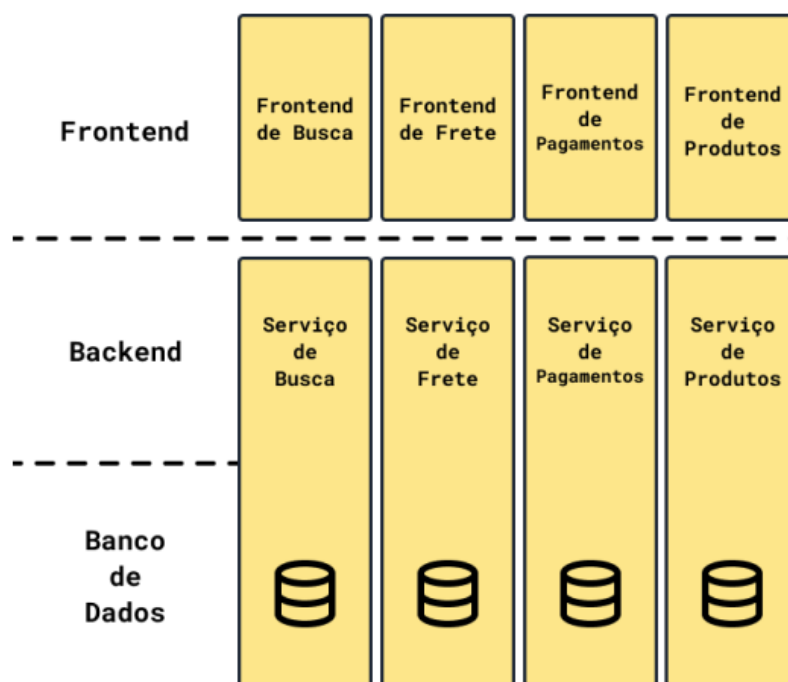 Frontend
Frontend
de Busca
Frontend
de Frete
Frontend
de
Pagamentos
Frontend
de
Produtos
Backend
Serviço
de
Busca
Serviço
de
Frete
Serviço
de
Pagamentos
Serviço
de
Produtos
Banco
de
Dados